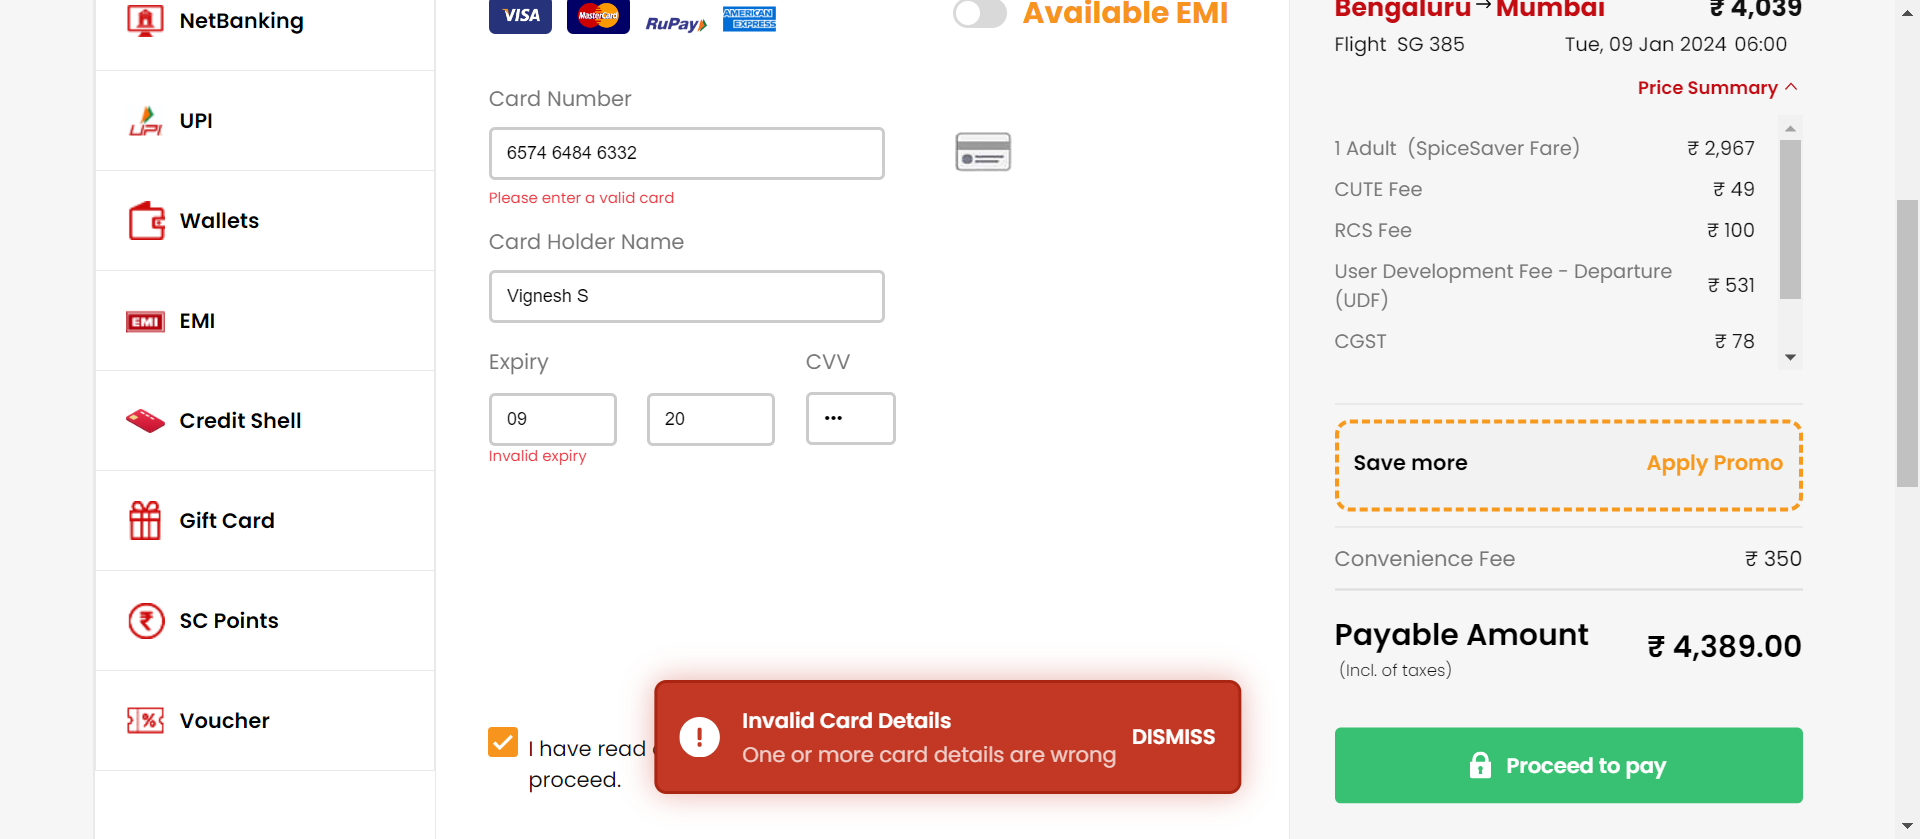 NetBanking
UPI
UPI
Wallets
EMI
EMI
Credit Shell
Gift Card
SC Points
% Voucher
VISA
MasterCard
RuPay
AMERICAN EXPRESS
Available EMI
Card Number
6574 6484 6332
Please enter a valid card
Card Holder Name
Vignesh S
Expiry
CVV
09
20
•••
Invalid expiry
I have read
proceed.
Invalid Card Details
One or more card details are wrong
DISMISS
Bengaluru→Mumbai ₹ 4,039
Flight SG 385 Tue, 09 Jan 2024 06:00
Price Summary
1 Adult (SpiceSaver Fare) ₹ 2,967
CUTE Fee ₹ 49
RCS Fee ₹ 100
User Development Fee - Departure
(UDF) ₹ 531
CGST ₹ 78
Save more Apply Promo
Convenience Fee ₹ 350
Payable Amount ₹ 4,389.00
(Incl. of taxes)
Proceed to pay